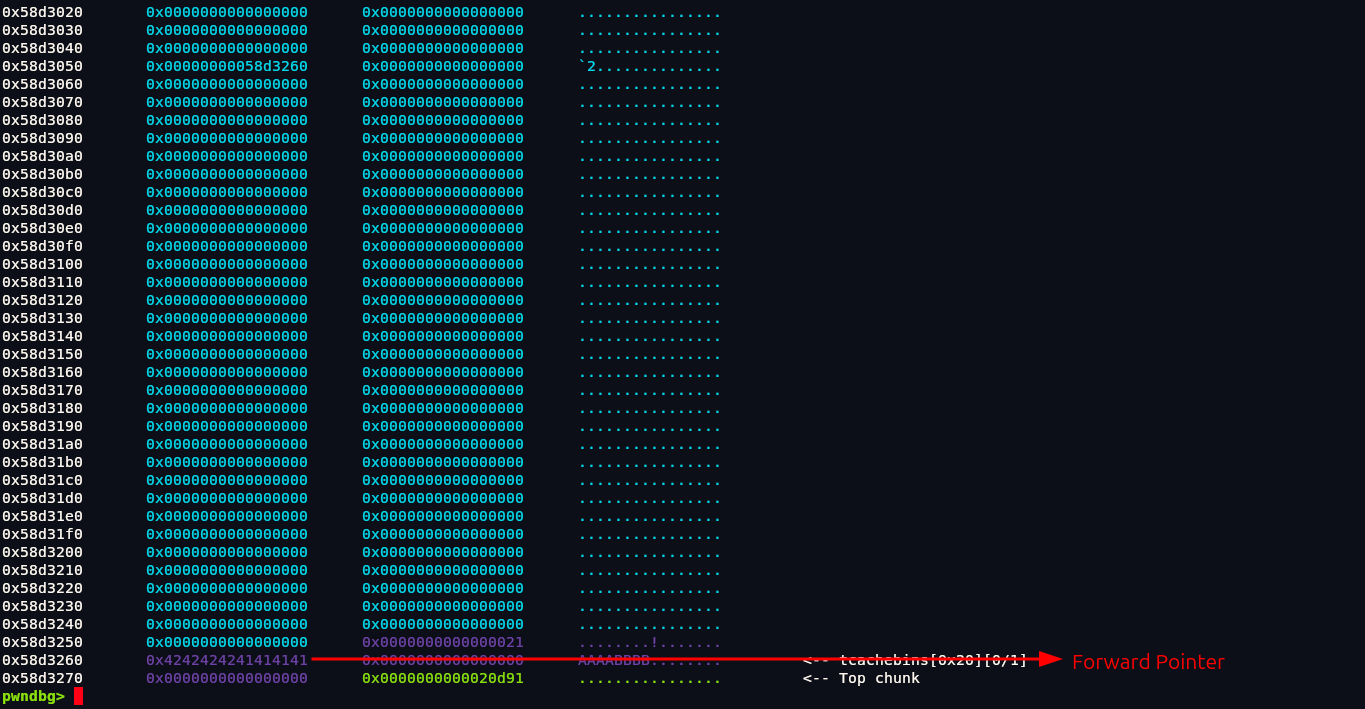 0x58d3020 0x0000000000000000 0x0000000000000000 ................
0x58d3030 0x0000000000000000 0x0000000000000000 ................
0x58d3040 0x0000000000000000 0x0000000000000000 ................
0x58d3050 0x00000000058d3260 0x0000000000000000 `2..............
0x58d3060 0x0000000000000000 0x0000000000000000 ................
0x58d3070 0x0000000000000000 0x0000000000000000 ................
0x58d3080 0x0000000000000000 0x0000000000000000 ................
0x58d3090 0x0000000000000000 0x0000000000000000 ................
0x58d30a0 0x0000000000000000 0x0000000000000000 ................
0x58d30b0 0x0000000000000000 0x0000000000000000 ................
0x58d30c0 0x0000000000000000 0x0000000000000000 ................
0x58d30d0 0x0000000000000000 0x0000000000000000 ................
0x58d30e0 0x0000000000000000 0x0000000000000000 ................
0x58d30f0 0x0000000000000000 0x0000000000000000 ................
0x58d3100 0x0000000000000000 0x0000000000000000 ................
0x58d3110 0x0000000000000000 0x0000000000000000 ................
0x58d3120 0x0000000000000000 0x0000000000000000 ................
0x58d3130 0x0000000000000000 0x0000000000000000 ................
0x58d3140 0x0000000000000000 0x0000000000000000 ................
0x58d3150 0x0000000000000000 0x0000000000000000 ................
0x58d3160 0x0000000000000000 0x0000000000000000 ................
0x58d3170 0x0000000000000000 0x0000000000000000 ................
0x58d3180 0x0000000000000000 0x0000000000000000 ................
0x58d3190 0x0000000000000000 0x0000000000000000 ................
0x58d31a0 0x0000000000000000 0x0000000000000000 ................
0x58d31b0 0x0000000000000000 0x0000000000000000 ................
0x58d31c0 0x0000000000000000 0x0000000000000000 ................
0x58d31d0 0x0000000000000000 0x0000000000000000 ................
0x58d31e0 0x0000000000000000 0x0000000000000000 ................
0x58d31f0 0x0000000000000000 0x0000000000000000 ................
0x58d3200 0x0000000000000000 0x0000000000000000 ................
0x58d3210 0x0000000000000000 0x0000000000000000 ................
0x58d3220 0x0000000000000000 0x0000000000000000 ................
0x58d3230 0x0000000000000000 0x0000000000000000 ................
0x58d3240 0x0000000000000000 0x0000000000000000 ................
0x58d3250 0x0000000000000000 0x0000000000000021 ........!.......
0x58d3260 0x4242424241414141 0x0000000000000000 AAAABBBB........ <-- tcachebins[0x20][0/1] Forward Pointer
0x58d3270 0x0000000000000000 0x0000000000020d91 ................ <-- Top chunk
pwndbg>